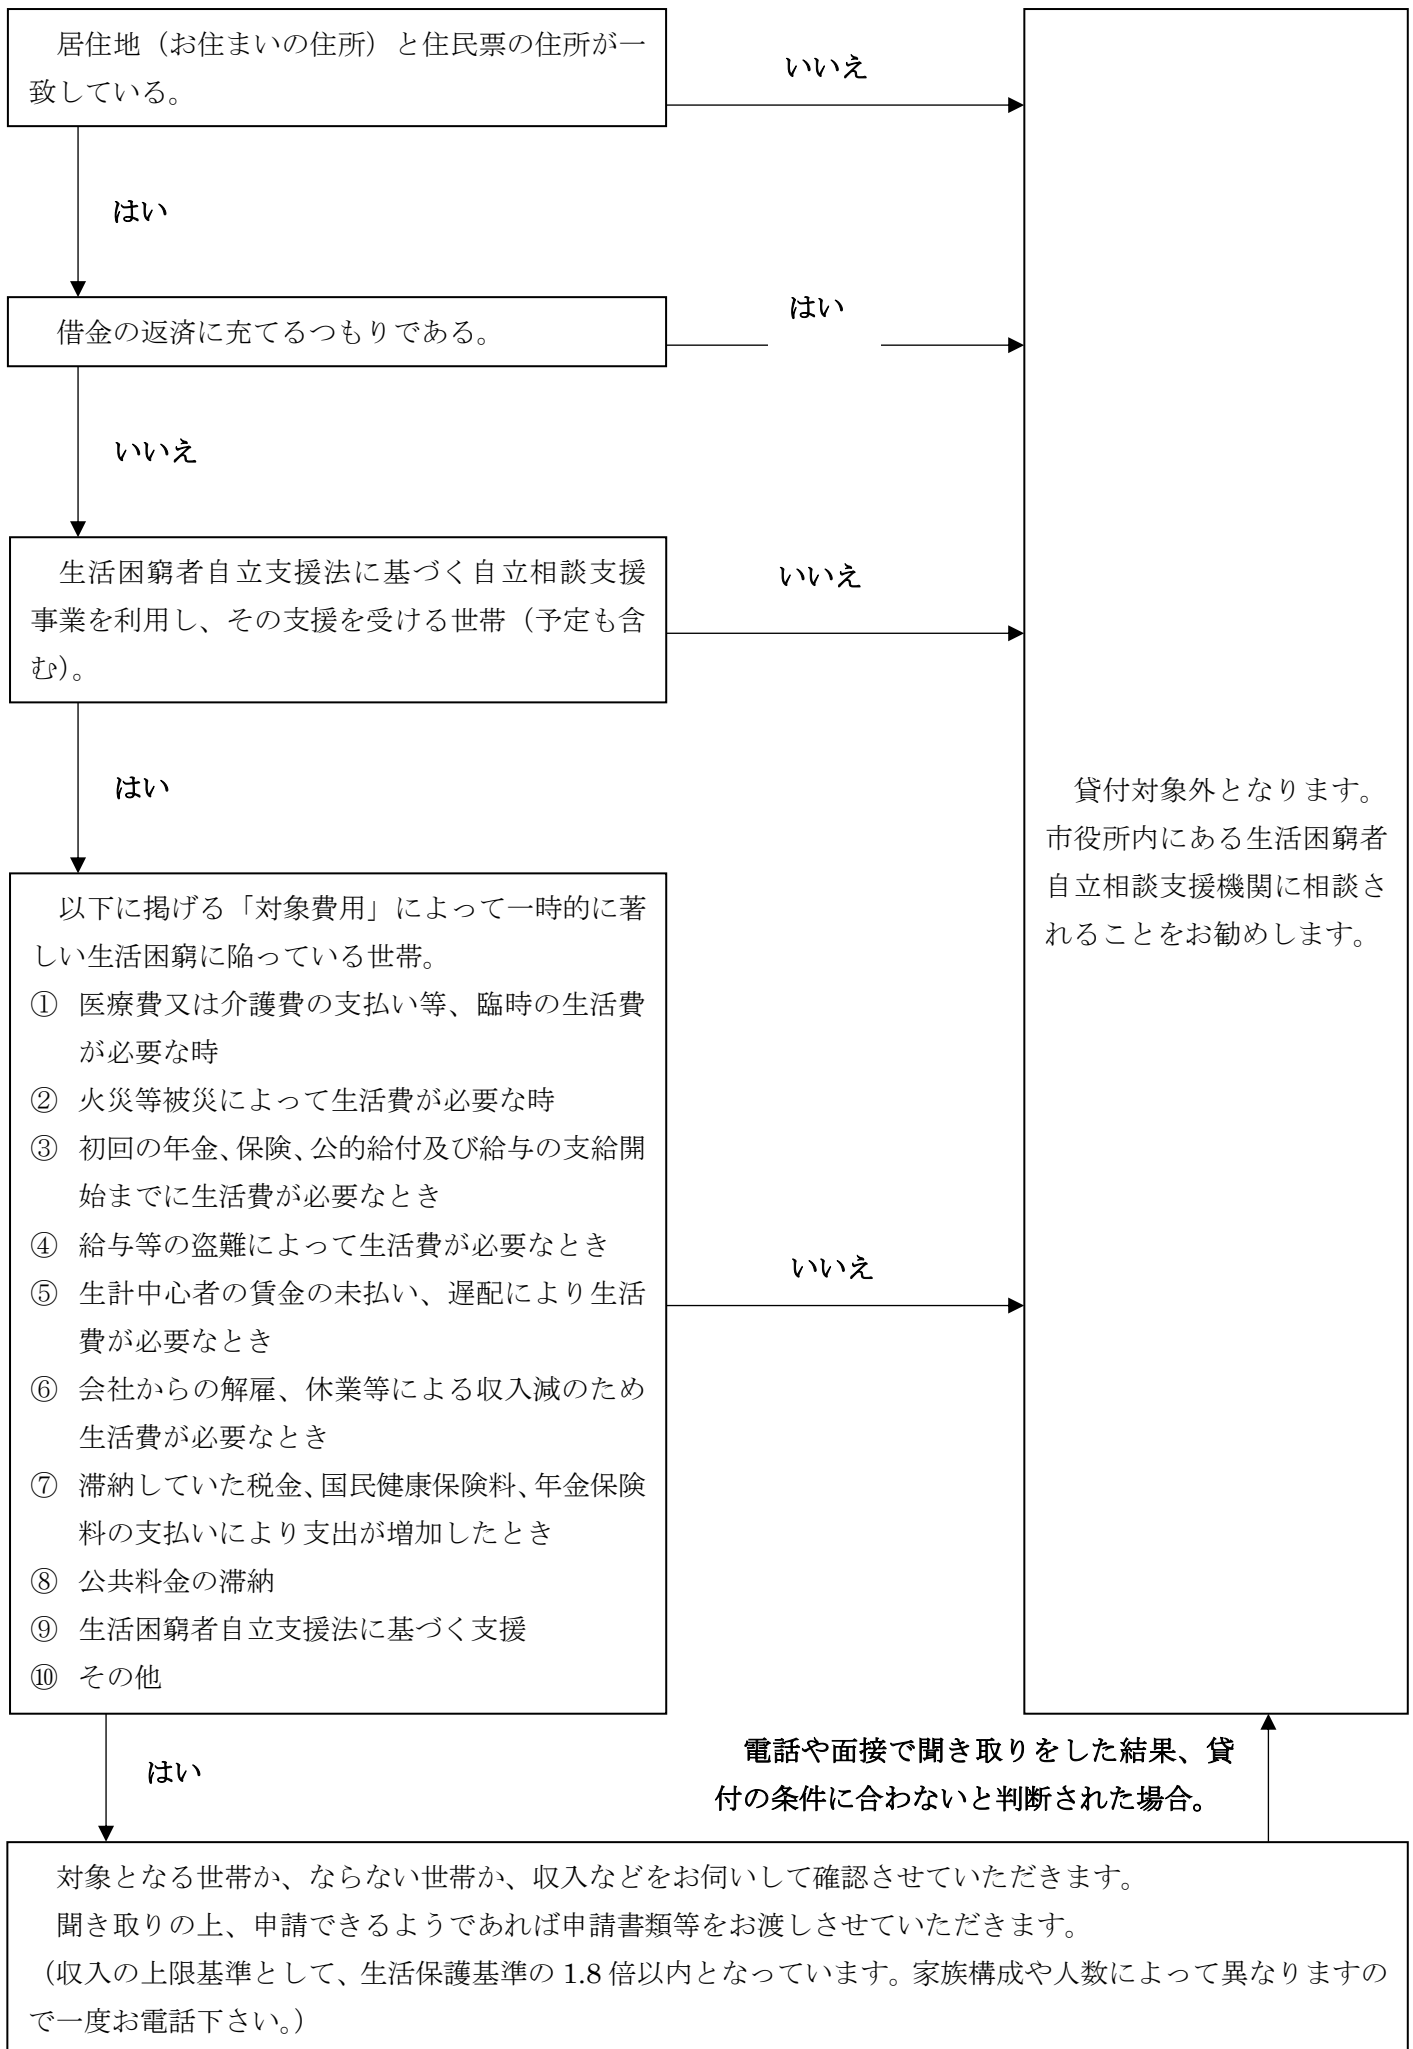 居住地（お住まいの住所）と住民票の住所が一
致している。
いいえ
はい
借金の返済に充てるつもりである。
はい
いいえ
生活困窮者自立支援法に基づく自立相談支援
事業を利用し、その支援を受ける世帯（予定も含
む）。
いいえ
はい
以下に掲げる「対象費用」によって一時的に著
しい生活困窮に陥っている世帯。
① 医療費又は介護費の支払い等、臨時の生活費
が必要な時
② 火災等被災によって生活費が必要な時
③ 初回の年金、保険、公的給付及び給与の支給開
始までに生活費が必要なとき
④ 給与等の盗難によって生活費が必要なとき
⑤ 生計中心者の賃金の未払い、遅配により生活
費が必要なとき
⑥ 会社からの解雇、休業等による収入減のため
生活費が必要なとき
⑦ 滞納していた税金、国民健康保険料、年金保険
料の支払いにより支出が増加したとき
⑧ 公共料金の滞納
⑨ 生活困窮者自立支援法に基づく支援
⑩ その他
いいえ
貸付対象外となります。
市役所内にある生活困窮者
自立相談支援機関に相談さ
れることをお勧めします。
はい
電話や面接で聞き取りをした結果、貸
付の条件に合わないと判断された場合。
対象となる世帯か、ならない世帯か、収入などをお伺いして確認させていただきます。
聞き取りの上、申請できるようであれば申請書類等をお渡しさせていただきます。
（収入の上限基準として、生活保護基準の 1.8 倍以内となっています。家族構成や人数によって異なりますの
で一度お電話下さい。）